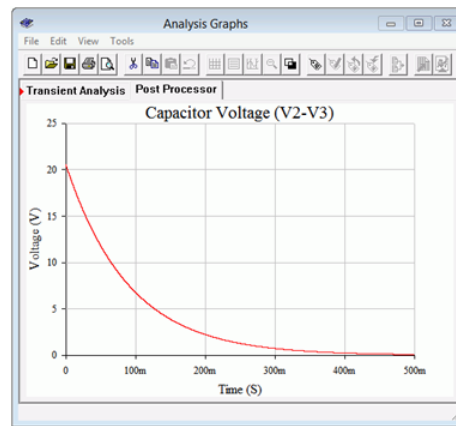 Analysis Graphs
File Edit View Tools
Transient Analysis Post Processor
Capacitor Voltage (V2-V3)
25
20
15
10
5
0
Voltage (V)
0 100m 200m 300m 400m 500m
Time (S)